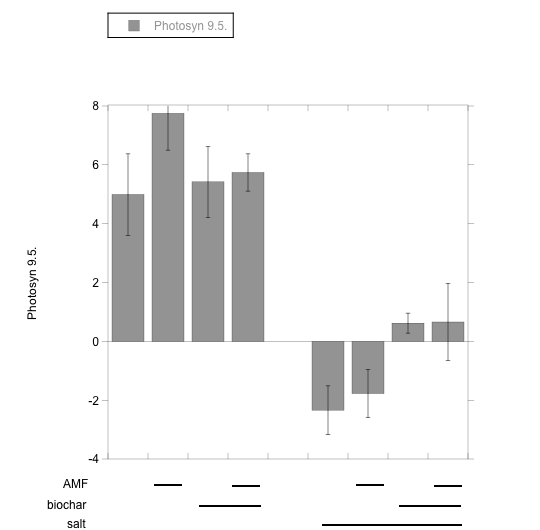 Photosyn 9.5.
8
6
4
2
0
-2
-4
Photosyn 9.5.
AMF
biochar
salt